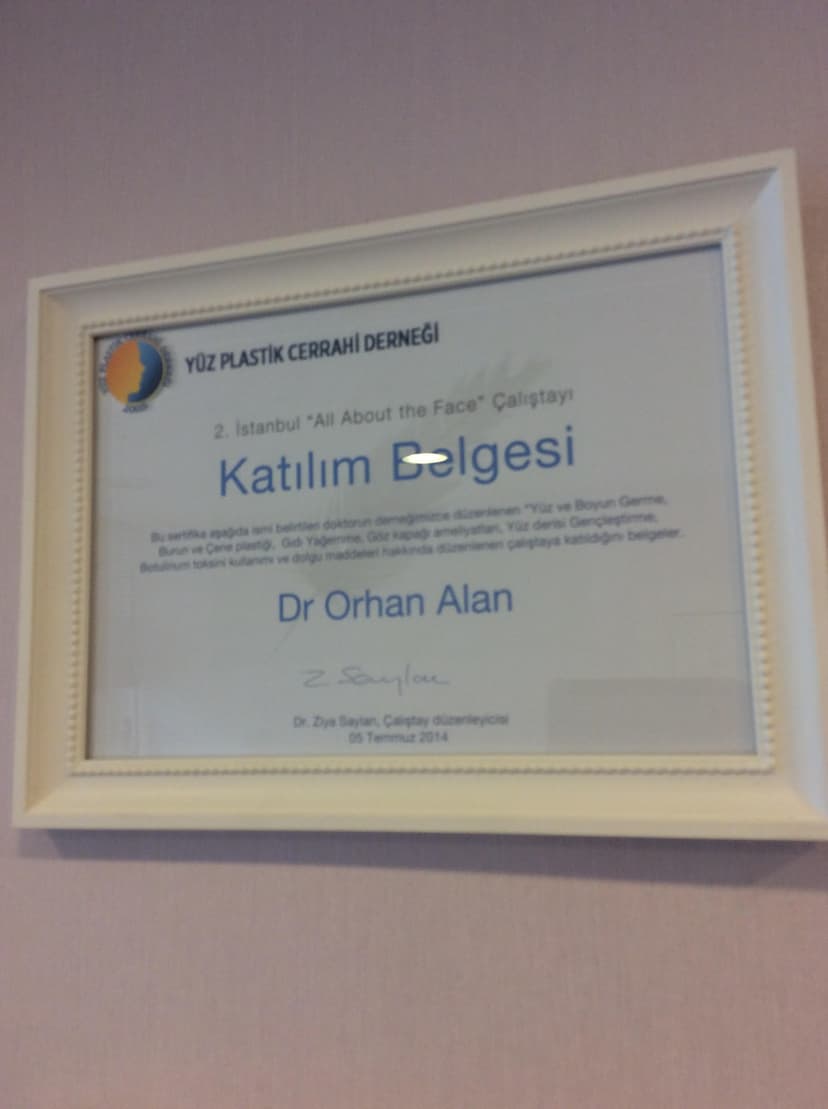 YÜZ PLASTİK CERRAHİ DERNEĞİ
2. İstanbul "All About the Face" Çalıştayı
Katılım Belgesi
Bu sertifika aşağıda ismi belirtilen doktorun derneğimizce düzenlenen "Yüz ve Boyun Germe,
Burun ve Çene plastiği, Gıdı Yağemme, Göz kapağı ameliyatları, Yüz derisi Gençleştirme,
Botulinum toksini kullanımı ve dolgu maddeleri hakkında düzenlenen çalıştaya katıldığını belgeler.
Dr Orhan Alan
Z Saylan
Dr. Ziya Saylan, Çalıştay düzenleyicisi
05 Temmuz 2014